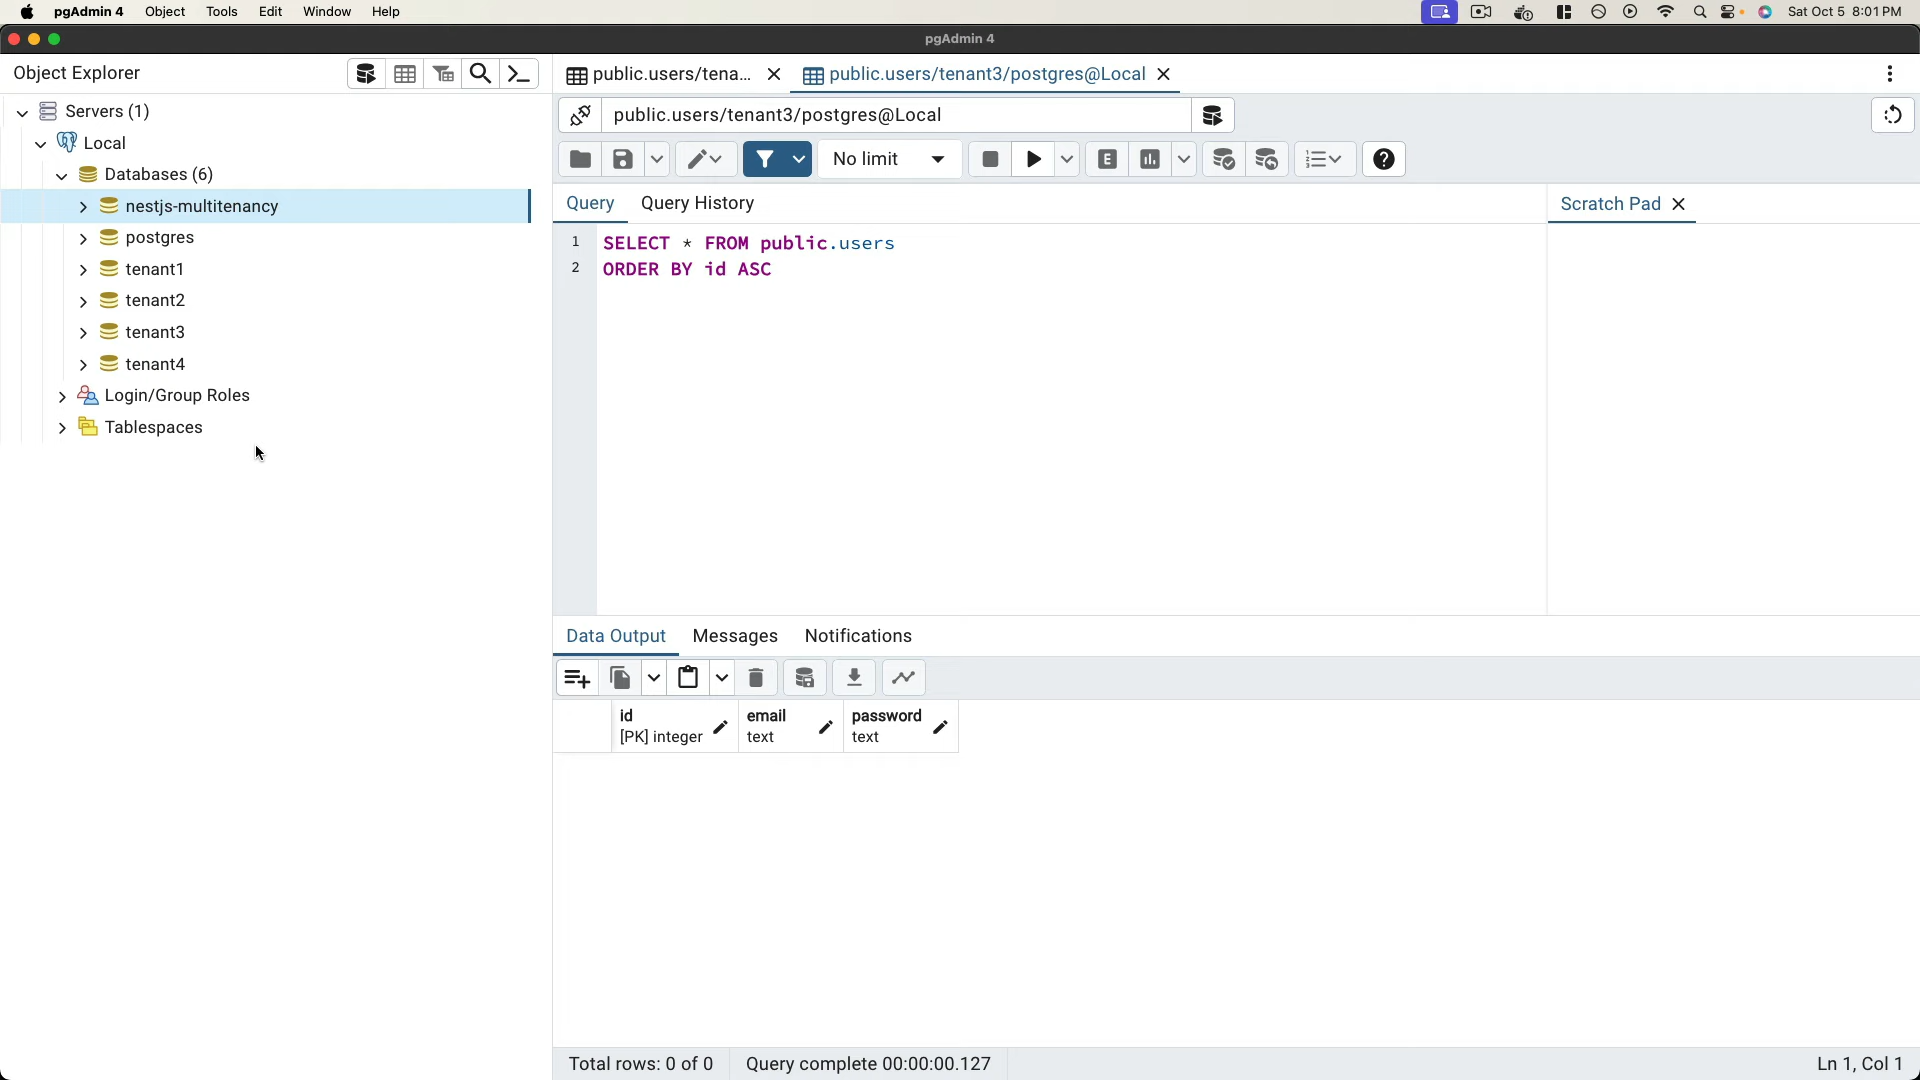 pgAdmin 4 Object Tools Edit Window Help Sat Oct 5 8:01 PM
pgAdmin 4
Object Explorer
Servers (1)
Local
Databases (6)
nestjs-multitenancy
postgres
tenant1
tenant2
tenant3
tenant4
Login/Group Roles
Tablespaces
public.users/tena... public.users/tenant3/postgres@Local
public.users/tenant3/postgres@Local
No limit
E
Query Query History
Scratch Pad
1 SELECT * FROM public.users
2 ORDER BY id ASC
Data Output Messages Notifications
id email password
[PK] integer text text
Total rows: 0 of 0 Query complete 00:00:00.127 Ln 1, Col 1